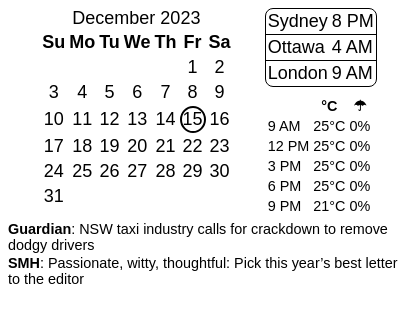 December 2023
Su Mo Tu We Th Fr Sa
1 2
3 4 5 6 7 8 9
10 11 12 13 14 15 16
17 18 19 20 21 22 23
24 25 26 27 28 29 30
31
Sydney 8 PM
Ottawa 4 AM
London 9 AM
°C ☂
9 AM 25°C 0%
12 PM 25°C 0%
3 PM 25°C 0%
6 PM 25°C 0%
9 PM 21°C 0%
Guardian: NSW taxi industry calls for crackdown to remove
dodgy drivers
SMH: Passionate, witty, thoughtful: Pick this year’s best letter
to the editor